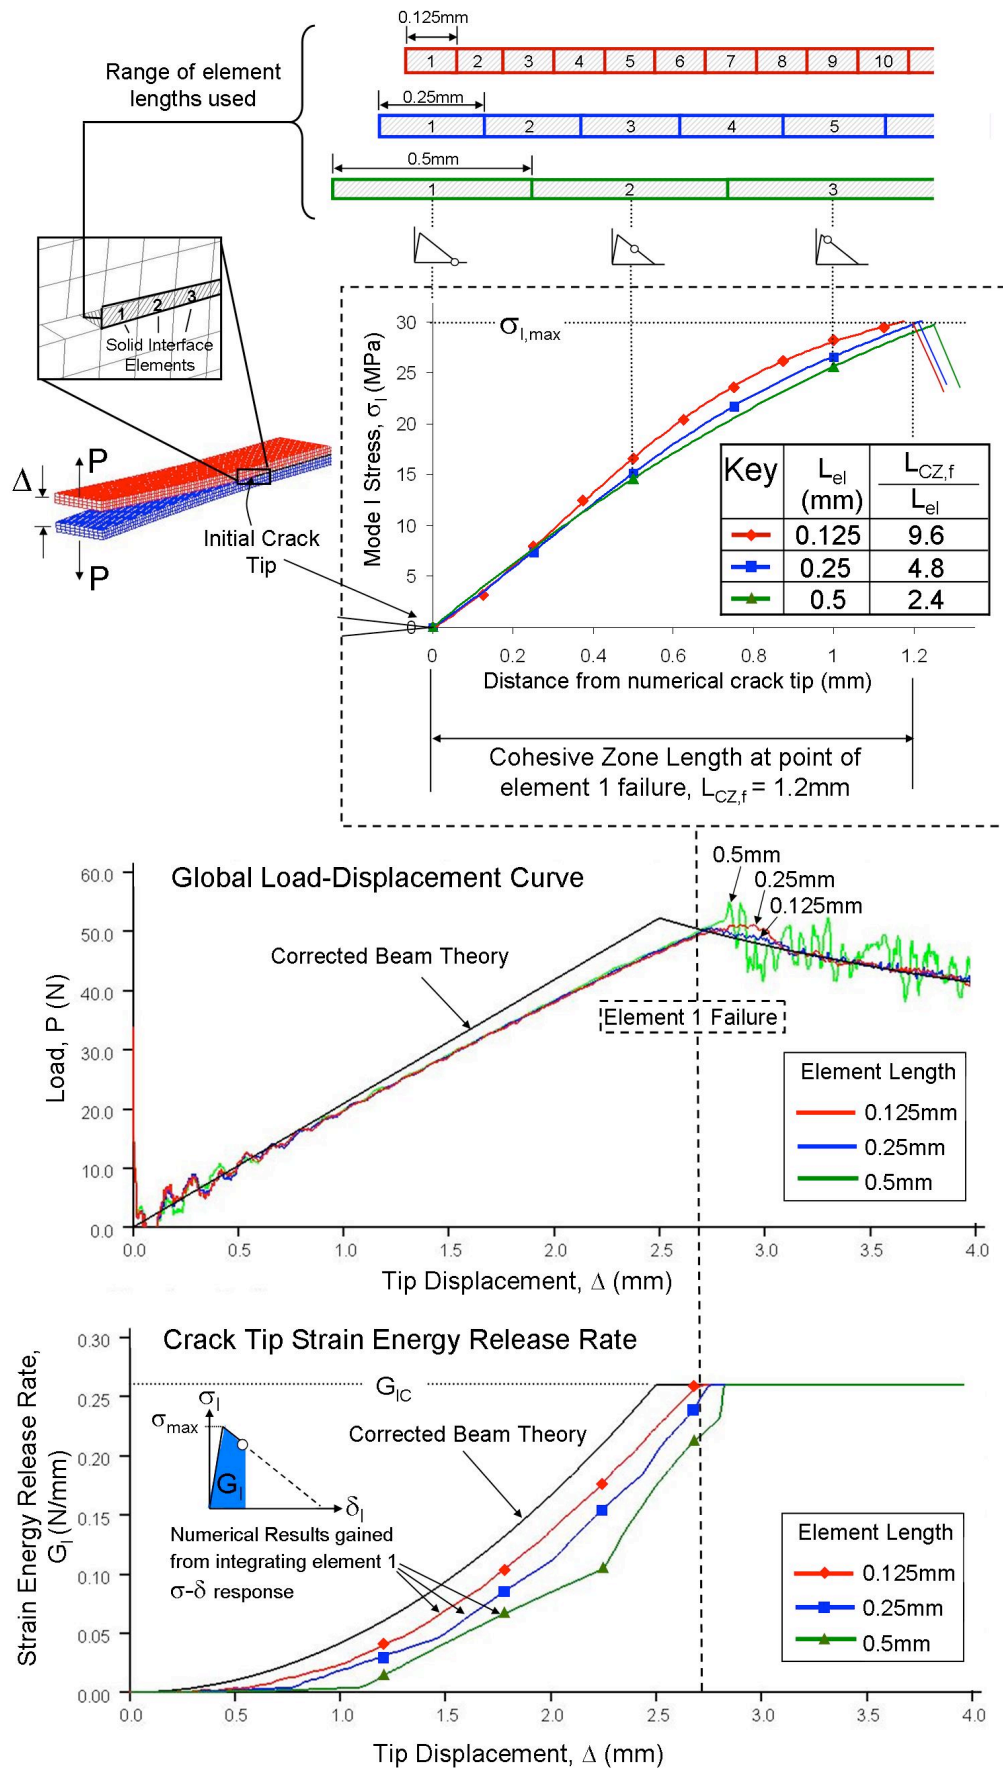 0.125mm
1 2 3 4 5 6 7 8 9 10
Range of element
lengths used
0.25mm
1 2 3 4 5
0.5mm
1 2 3
1 2 3
Solid Interface
Elements
P
Δ
P
Initial Crack
Tip
Mode I Stress, σI (MPa)
30
25
20
15
10
5
0
σI,max
Key Lel (mm) LCZ,f / Lel
0.125 9.6
0.25 4.8
0.5 2.4
0 0.2 0.4 0.6 0.8 1 1.2
Distance from numerical crack tip (mm)
Cohesive Zone Length at point of
element 1 failure, LCZ,f = 1.2mm
Global Load-Displacement Curve
0.5mm
0.25mm
0.125mm
Corrected Beam Theory
Element 1 Failure
Load, P (N)
60.0
50.0
40.0
30.0
20.0
10.0
0.0
Element Length
0.125mm
0.25mm
0.5mm
0.0 0.5 1.0 1.5 2.0 2.5 3.0 3.5 4.0
Tip Displacement, Δ (mm)
Crack Tip Strain Energy Release Rate
Strain Energy Release Rate,
GI (N/mm)
0.30
0.25
0.20
0.15
0.10
0.05
0.00
GIC
σI
σmax
GI
δI
Corrected Beam Theory
Numerical Results gained
from integrating element 1
σ-δ response
Element Length
0.125mm
0.25mm
0.5mm
0.0 0.5 1.0 1.5 2.0 2.5 3.0 3.5 4.0
Tip Displacement, Δ (mm)